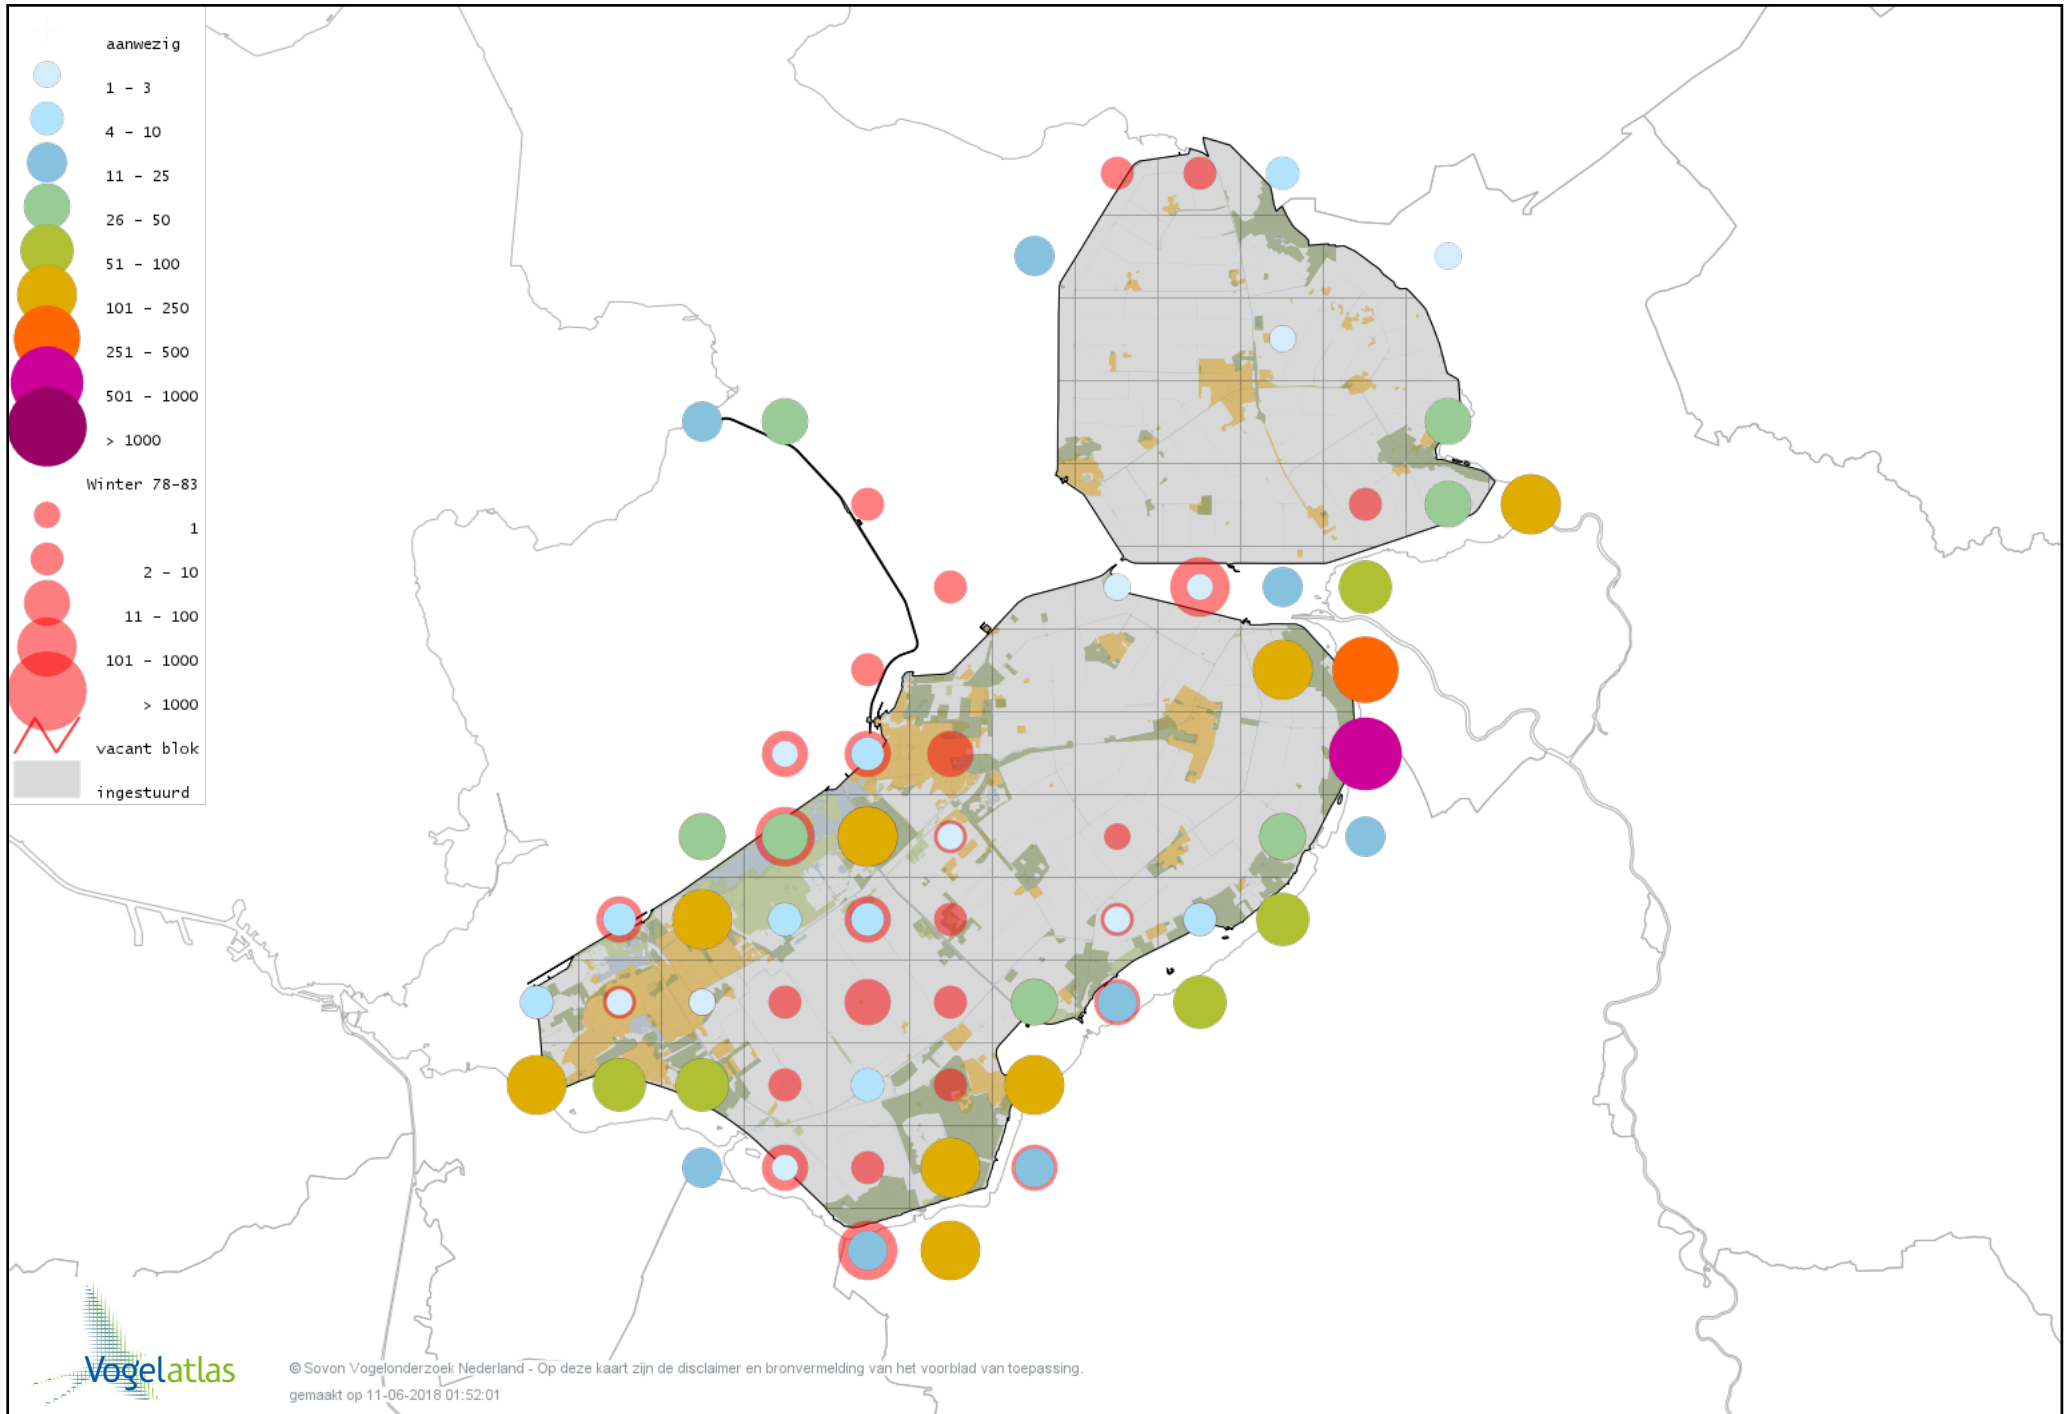 aanwezig
1 - 3
4 - 10
11 - 25
26 - 50
51 - 100
101 - 250
251 - 500
501 - 1000
> 1000
Winter 78-83
1
2 - 10
11 - 100
101 - 1000
> 1000
vacant blok
ingestuurd
Vogelatlas
© Sovon Vogelonderzoek Nederland - Op deze kaart zijn de disclaimer en bronvermelding van het voorblad van toepassing.
gemaakt op 11-06-2018 01:52:01